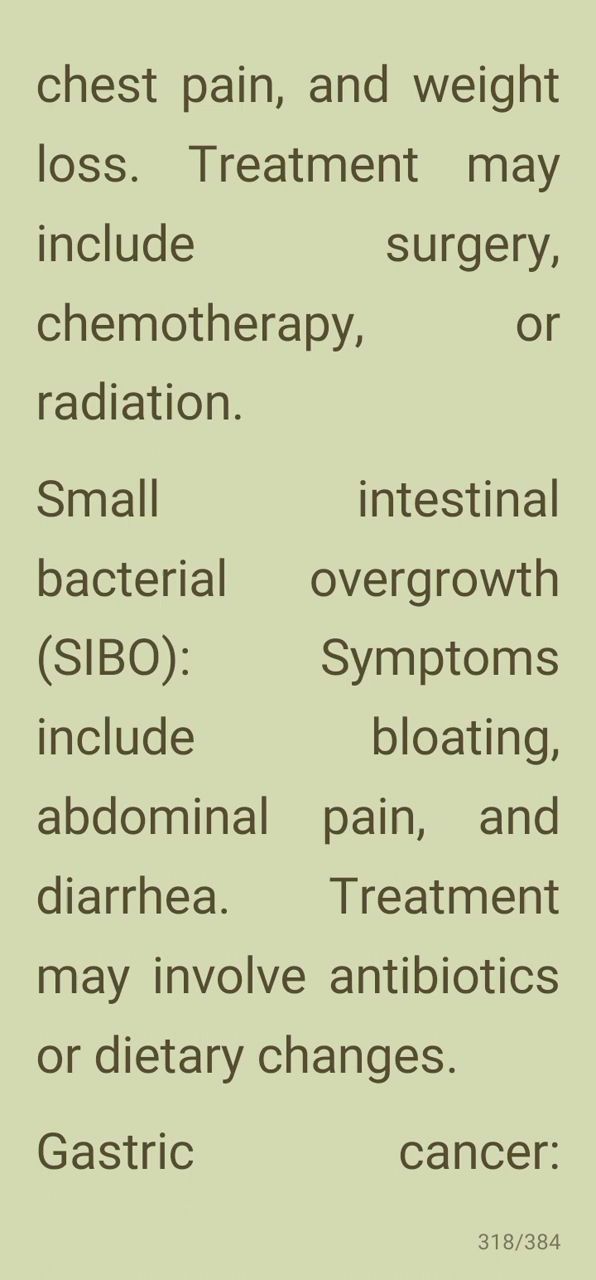 chest pain, and weight
loss. Treatment may
include surgery,
chemotherapy, or
radiation.
Small intestinal
bacterial overgrowth
(SIBO): Symptoms
include bloating,
abdominal pain, and
diarrhea. Treatment
may involve antibiotics
or dietary changes.
Gastric cancer:
318/384